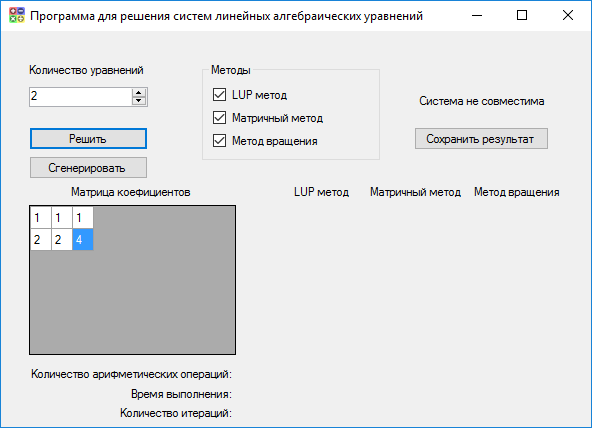 Программа для решения систем линейных алгебраических уравнений
Количество уравнений
2
Решить
Сгенерировать
Методы
LUP метод
Матричный метод
Метод вращения
Система не совместима
Сохранить результат
Матрица коефициентов
1 1 1
2 2 4
LUP метод Матричный метод Метод вращения
Количество арифметических операций:
Время выполнения:
Количество итераций: